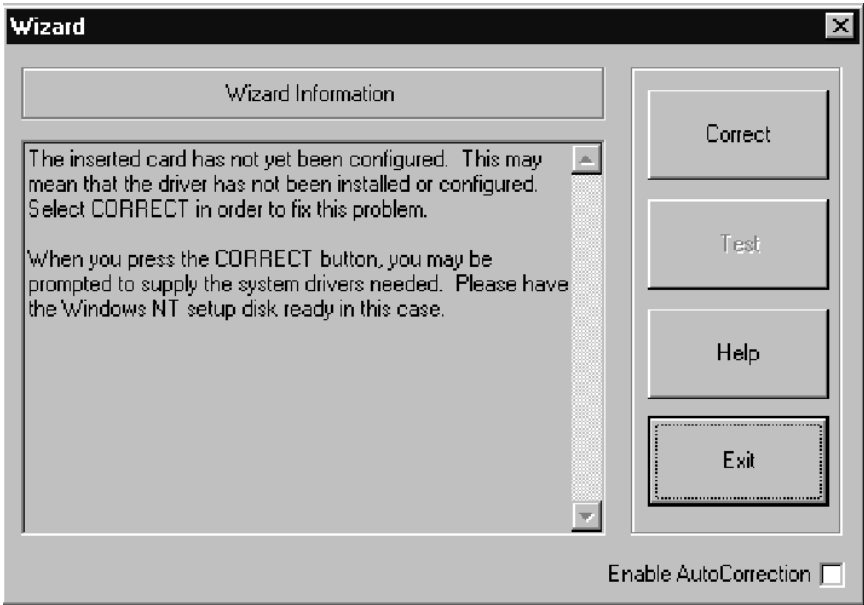 Wizard
Wizard Information
The inserted card has not yet been configured.  This may
mean that the driver has not been installed or configured.
Select CORRECT in order to fix this problem.
When you press the CORRECT button, you may be
prompted to supply the system drivers needed.  Please have
the Windows NT setup disk ready in this case.
Correct
Test
Help
Exit
Enable AutoCorrection